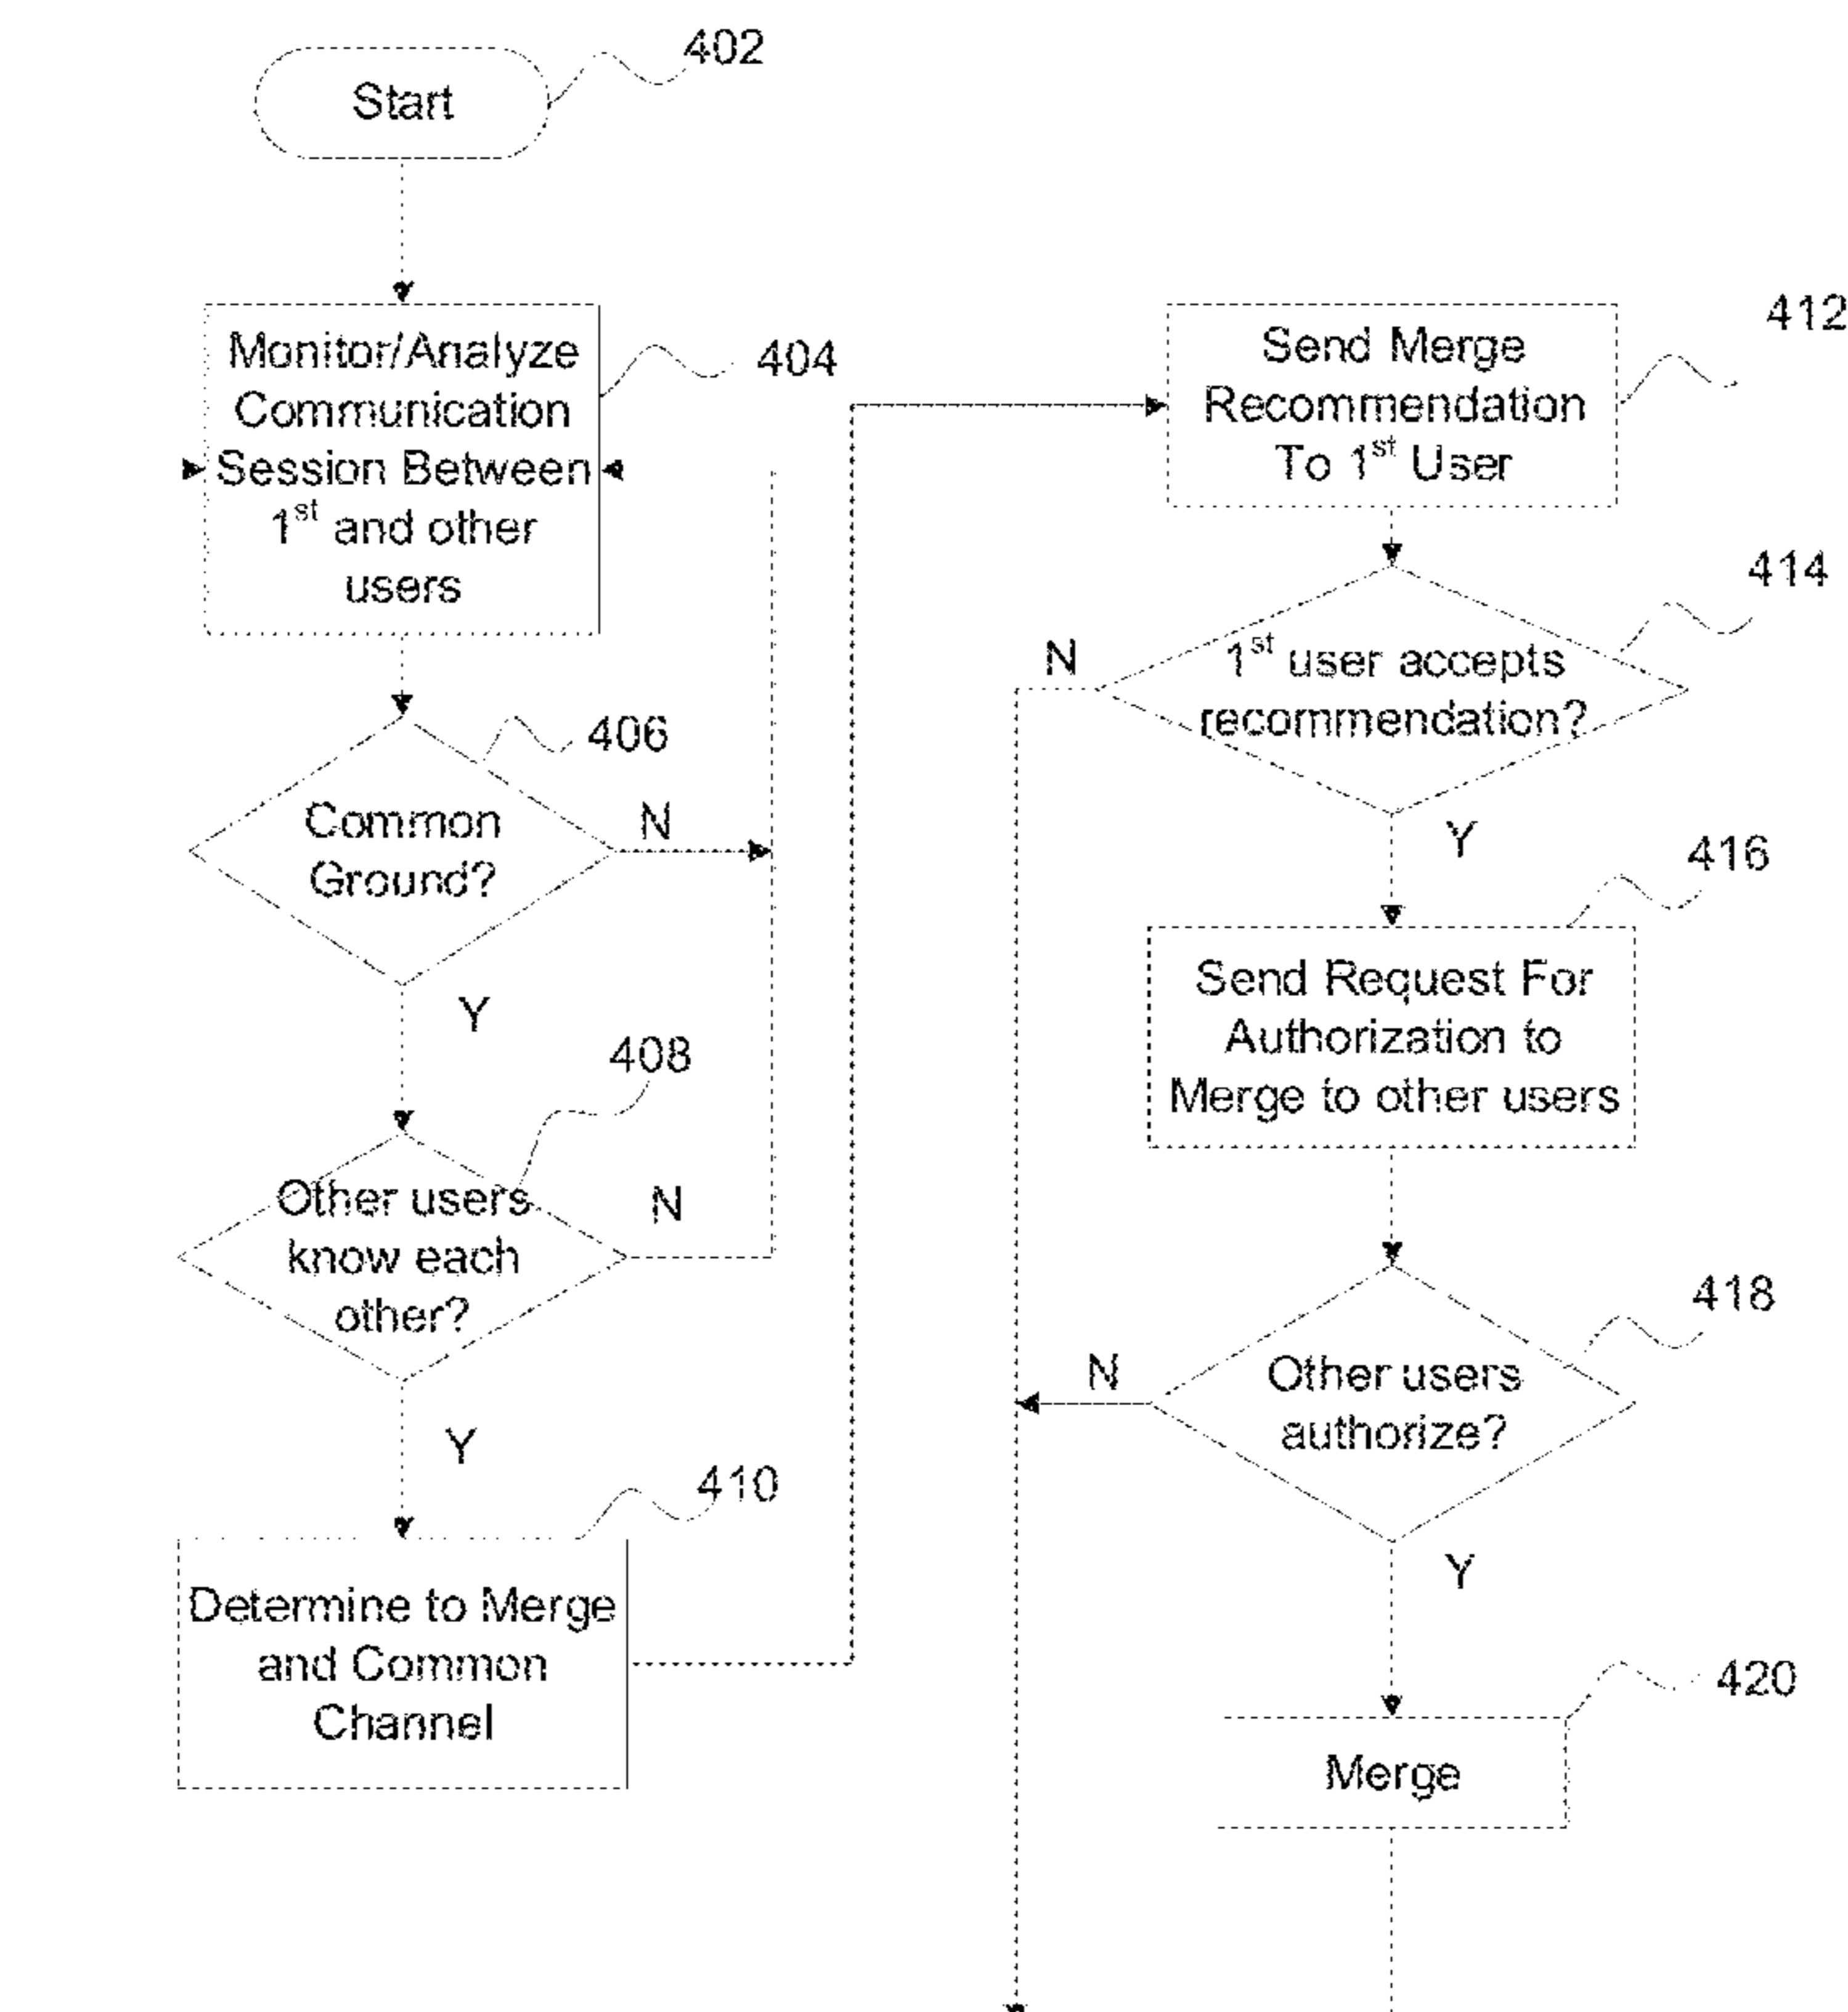 402
Start
Monitor/Analyze
Communication
Session Between
1st and other
users
404
406
Common
Ground?
N
Y
408
Other users
know each
other?
N
Y
410
Determine to Merge
and Common
Channel
412
Send Merge
Recommendation
To 1st User
414
1st user accepts
recommendation?
N
Y
416
Send Request For
Authorization to
Merge to other users
418
Other users
authorize?
N
Y
420
Merge